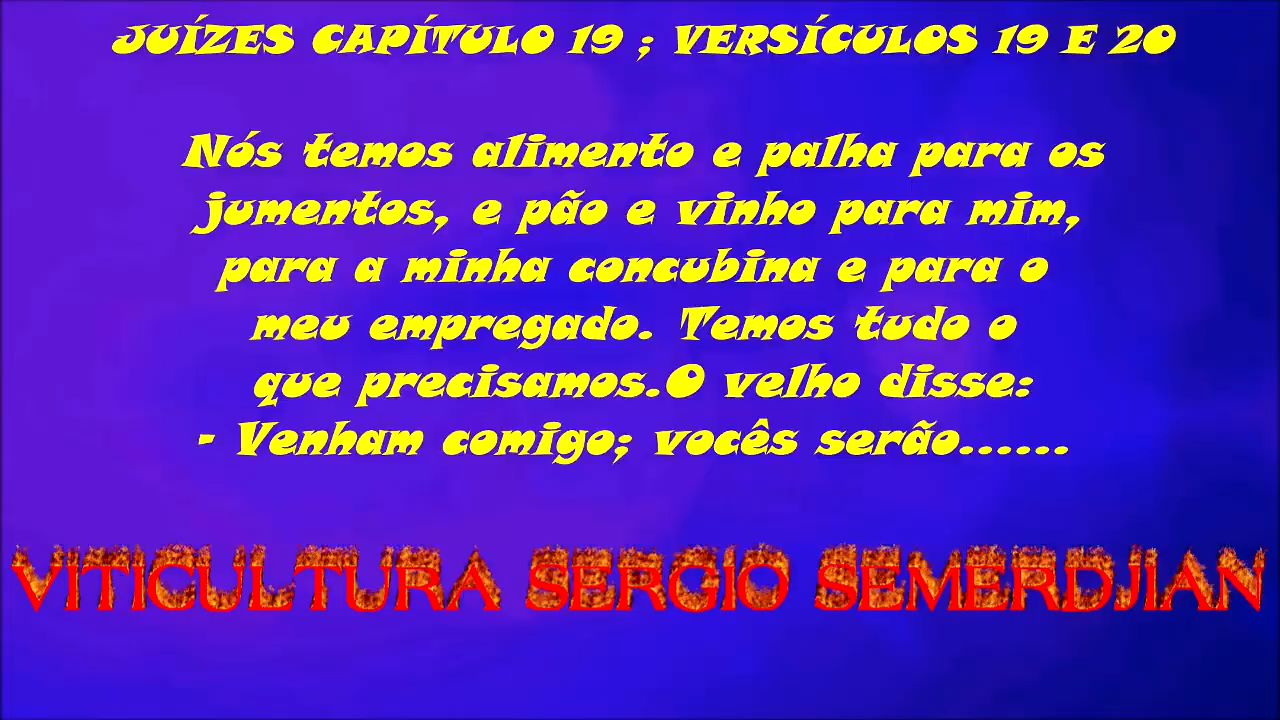 JUÍZES CAPÍTULO 19 ; VERSÍCULOS 19 E 20
Nós temos alimento e palha para os
jumentos, e pão e vinho para mim,
para a minha concubina e para o
meu empregado. Temos tudo o
que precisamos.O velho disse:
- Venham comigo; vocês serão......
VITICULTURA SERGIO SEMERDJIAN